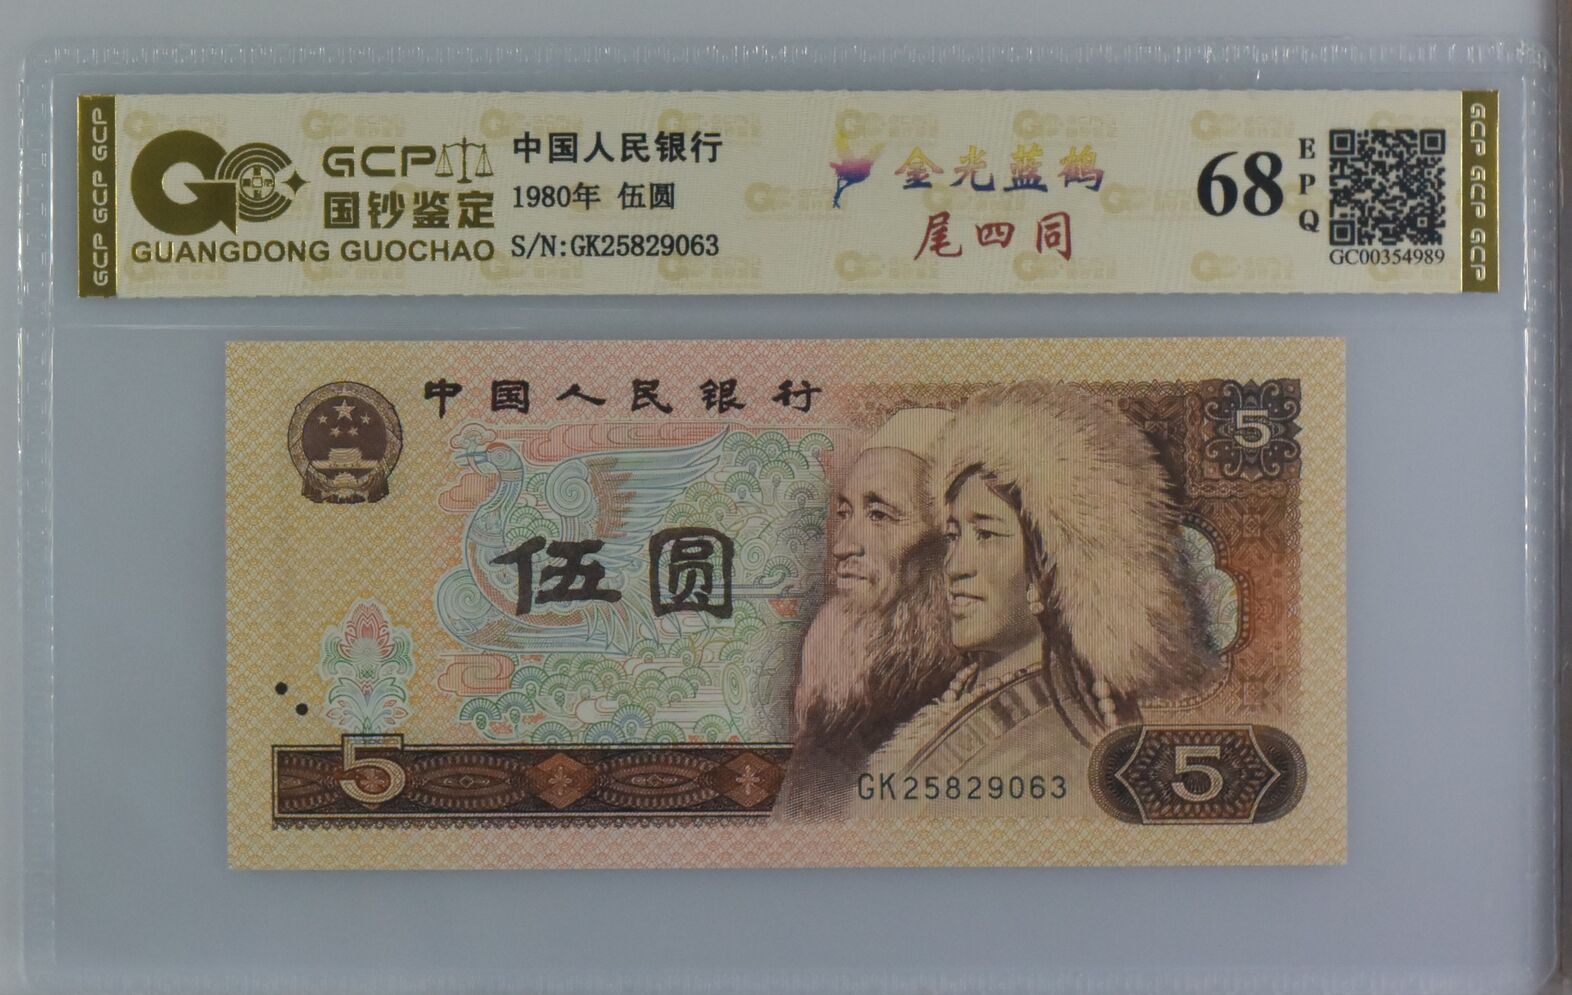 GCP GCP GCP
GCP
国钞鉴定
GUANGDONG GUOCHAO
中国人民银行
1980年 伍圆
S/N:GK25829063
金光蓝鹤
尾四同
68
EPQ
GC00354989
GCP GCP GCP
中国人民银行
5
伍圆
5
GK25829063
5